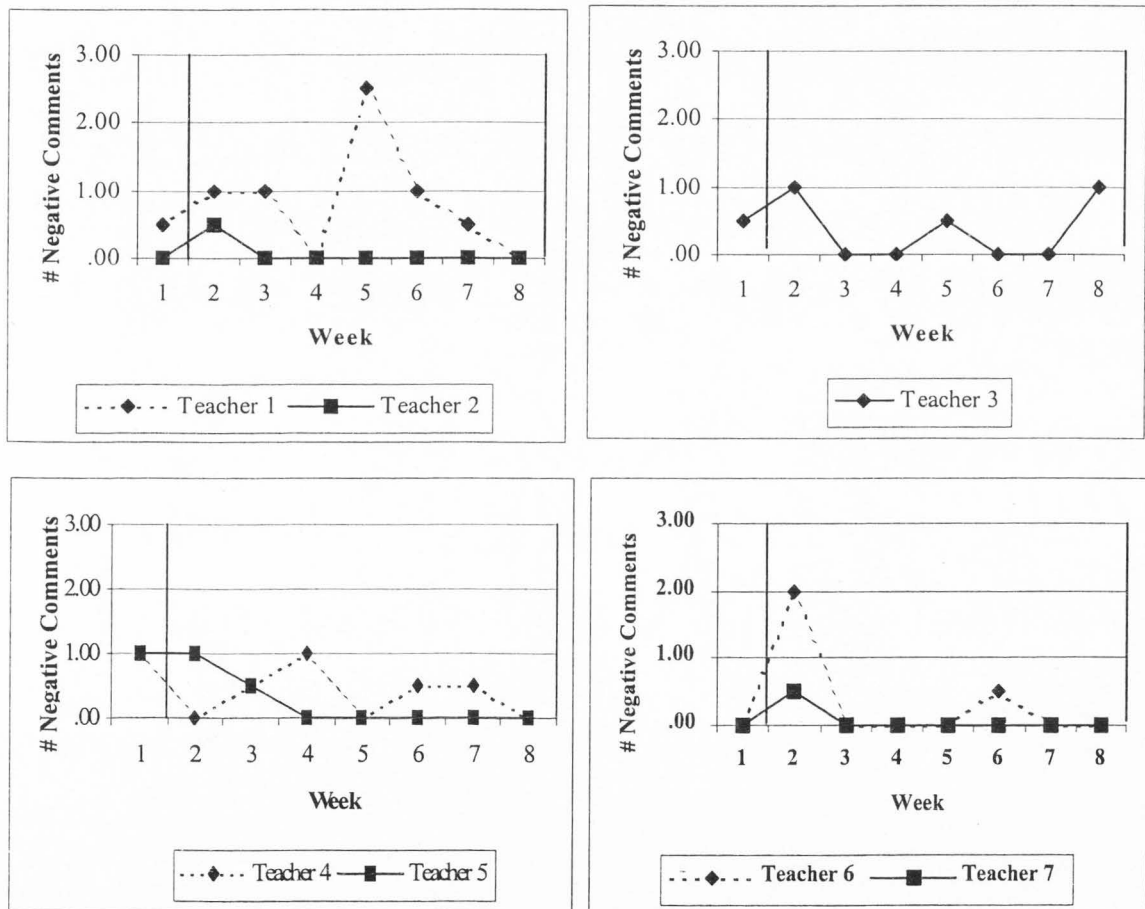 3.00
2.00
1.00
.00
# Negative Comments
1 2 3 4 5 6 7 8
Week
Teacher 1 Teacher 2
3.00
2.00
1.00
.00
# Negative Comments
1 2 3 4 5 6 7 8
Week
Teacher 3
3.00
2.00
1.00
.00
# Negative Comments
1 2 3 4 5 6 7 8
Week
Teacher 4 Teacher 5
3.00
2.00
1.00
.00
# Negative Comments
1 2 3 4 5 6 7 8
Week
Teacher 6 Teacher 7